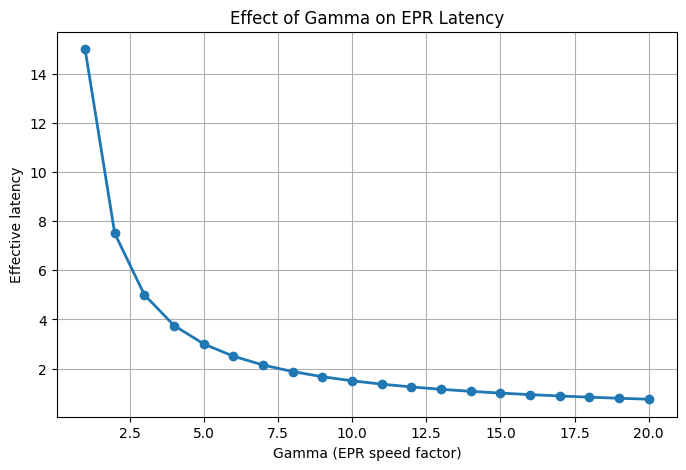 Effect of Gamma on EPR Latency
Effective latency
14
12
10
8
6
4
2
2.5 5.0 7.5 10.0 12.5 15.0 17.5 20.0
Gamma (EPR speed factor)